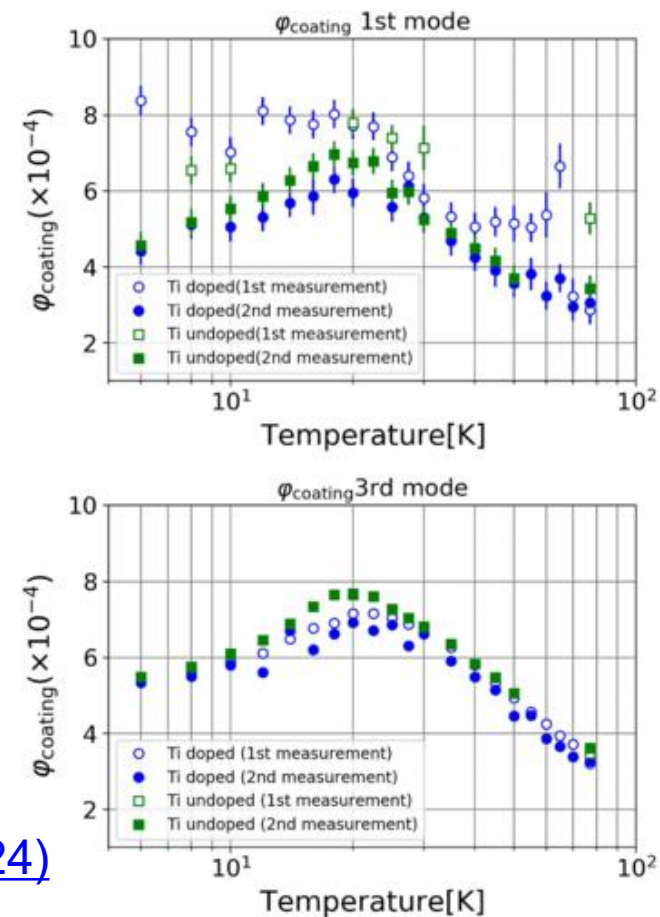 φcoating 1st mode
10
8
6
4
2
φcoating(×10⁻⁴)
Ti doped(1st measurement)
Ti doped(2nd measurement)
Ti undoped(1st measurement)
Ti undoped(2nd measurement)
10¹
10²
Temperature[K]
φcoating3rd mode
10
8
6
4
2
φcoating(×10⁻⁴)
Ti doped (1st measurement)
Ti doped (2nd measurement)
Ti undoped (1st measurement)
Ti undoped (2nd measurement)
24)
10¹
10²
Temperature[K]